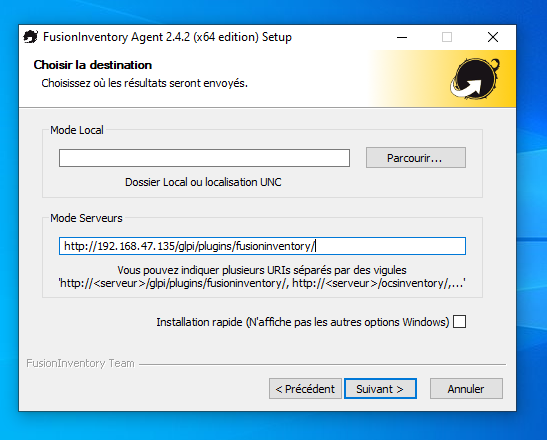 FusionInventory Agent 2.4.2 (x64 edition) Setup
Choisir la destination
Choisissez où les résultats seront envoyés.
Mode Local
Parcourir...
Dossier Local ou localisation UNC
Mode Serveurs
http://192.168.47.135/glpi/plugins/fusioninventory/
Vous pouvez indiquer plusieurs URIs séparés par des vigules
'http://<serveur>/glpi/plugins/fusioninventory/, http://<serveur>/ocsinventory/,...'
Installation rapide (N'affiche pas les autres options Windows)
FusionInventory Team
< Précédent
Suivant >
Annuler